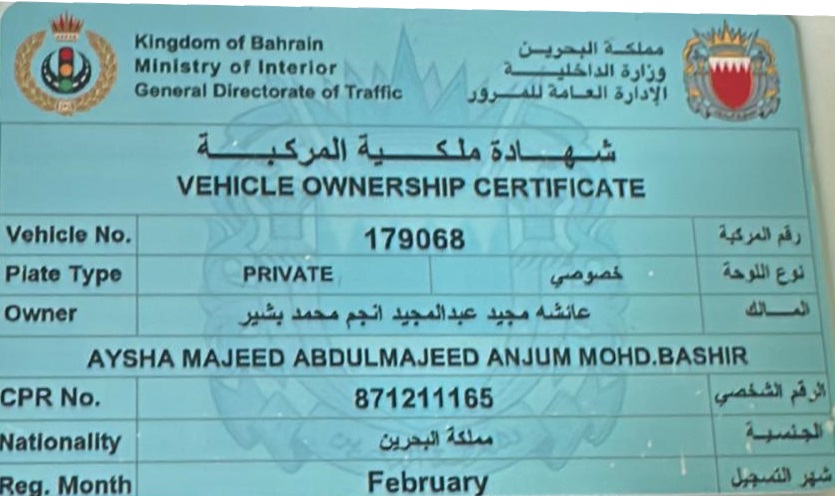 Kingdom of Bahrain مملكة البحرين
Ministry of Interior وزارة الداخلية
General Directorate of Traffic الإدارة العامة للمرور
شهادة ملكية المركبة
VEHICLE OWNERSHIP CERTIFICATE
Vehicle No. 179068 رقم المركبة
Plate Type PRIVATE خصوصي نوع اللوحة
Owner عائشه مجيد عبدالمجيد انجم محمد بشير المالك
AYSHA MAJEED ABDULMAJEED ANJUM MOHD.BASHIR
CPR No. 871211165 الرقم الشخصي
Nationality مملكة البحرين الجنسية
Reg. Month February شهر التسجيل